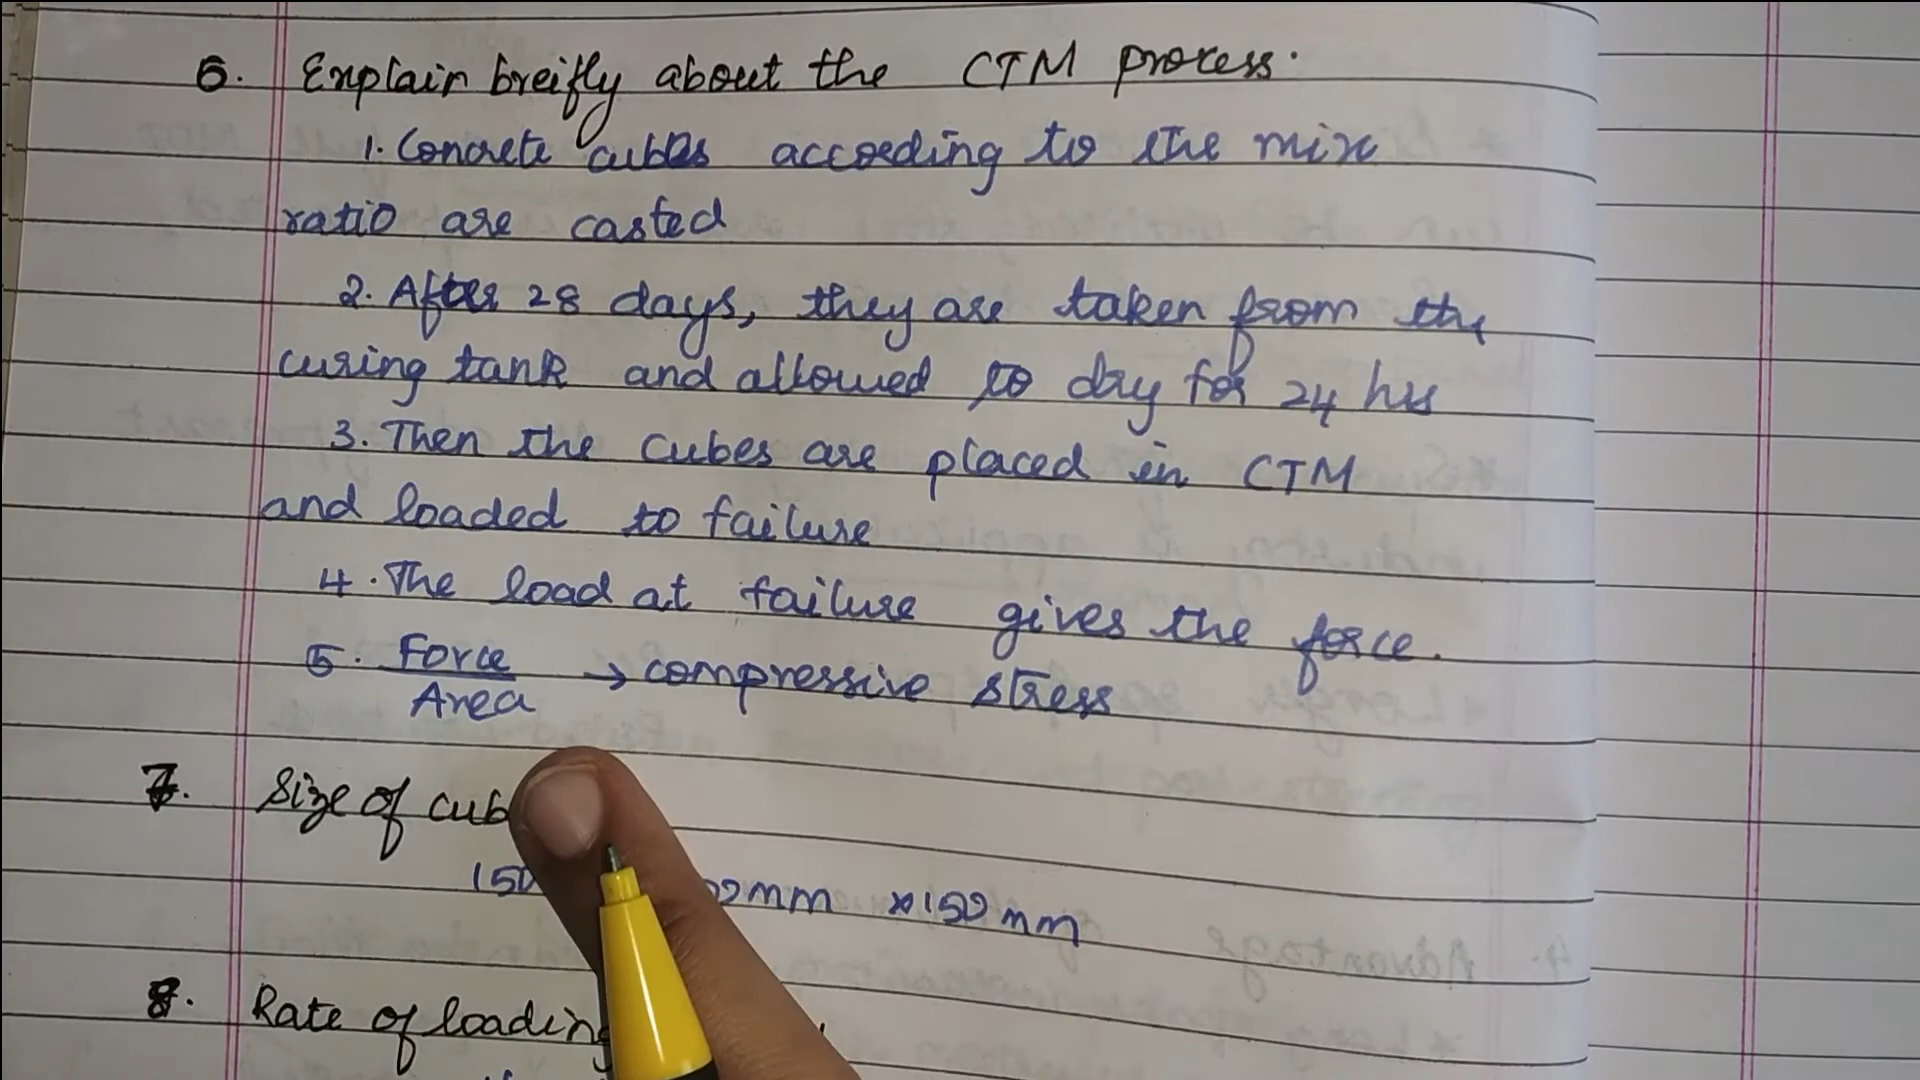 6. Explain breifly about the CTM process.
1. Concrete cubes according to the mix
ratio are casted
2. After 28 days, they are taken from the
curing tank and allowed to dry for 24 hrs
3. Then the cubes are placed in CTM
and loaded to failure
4. The load at failure gives the force.
5. Force
Area → compressive stress
7. Size of cub
150 mm x 150 mm
8. Rate of loading